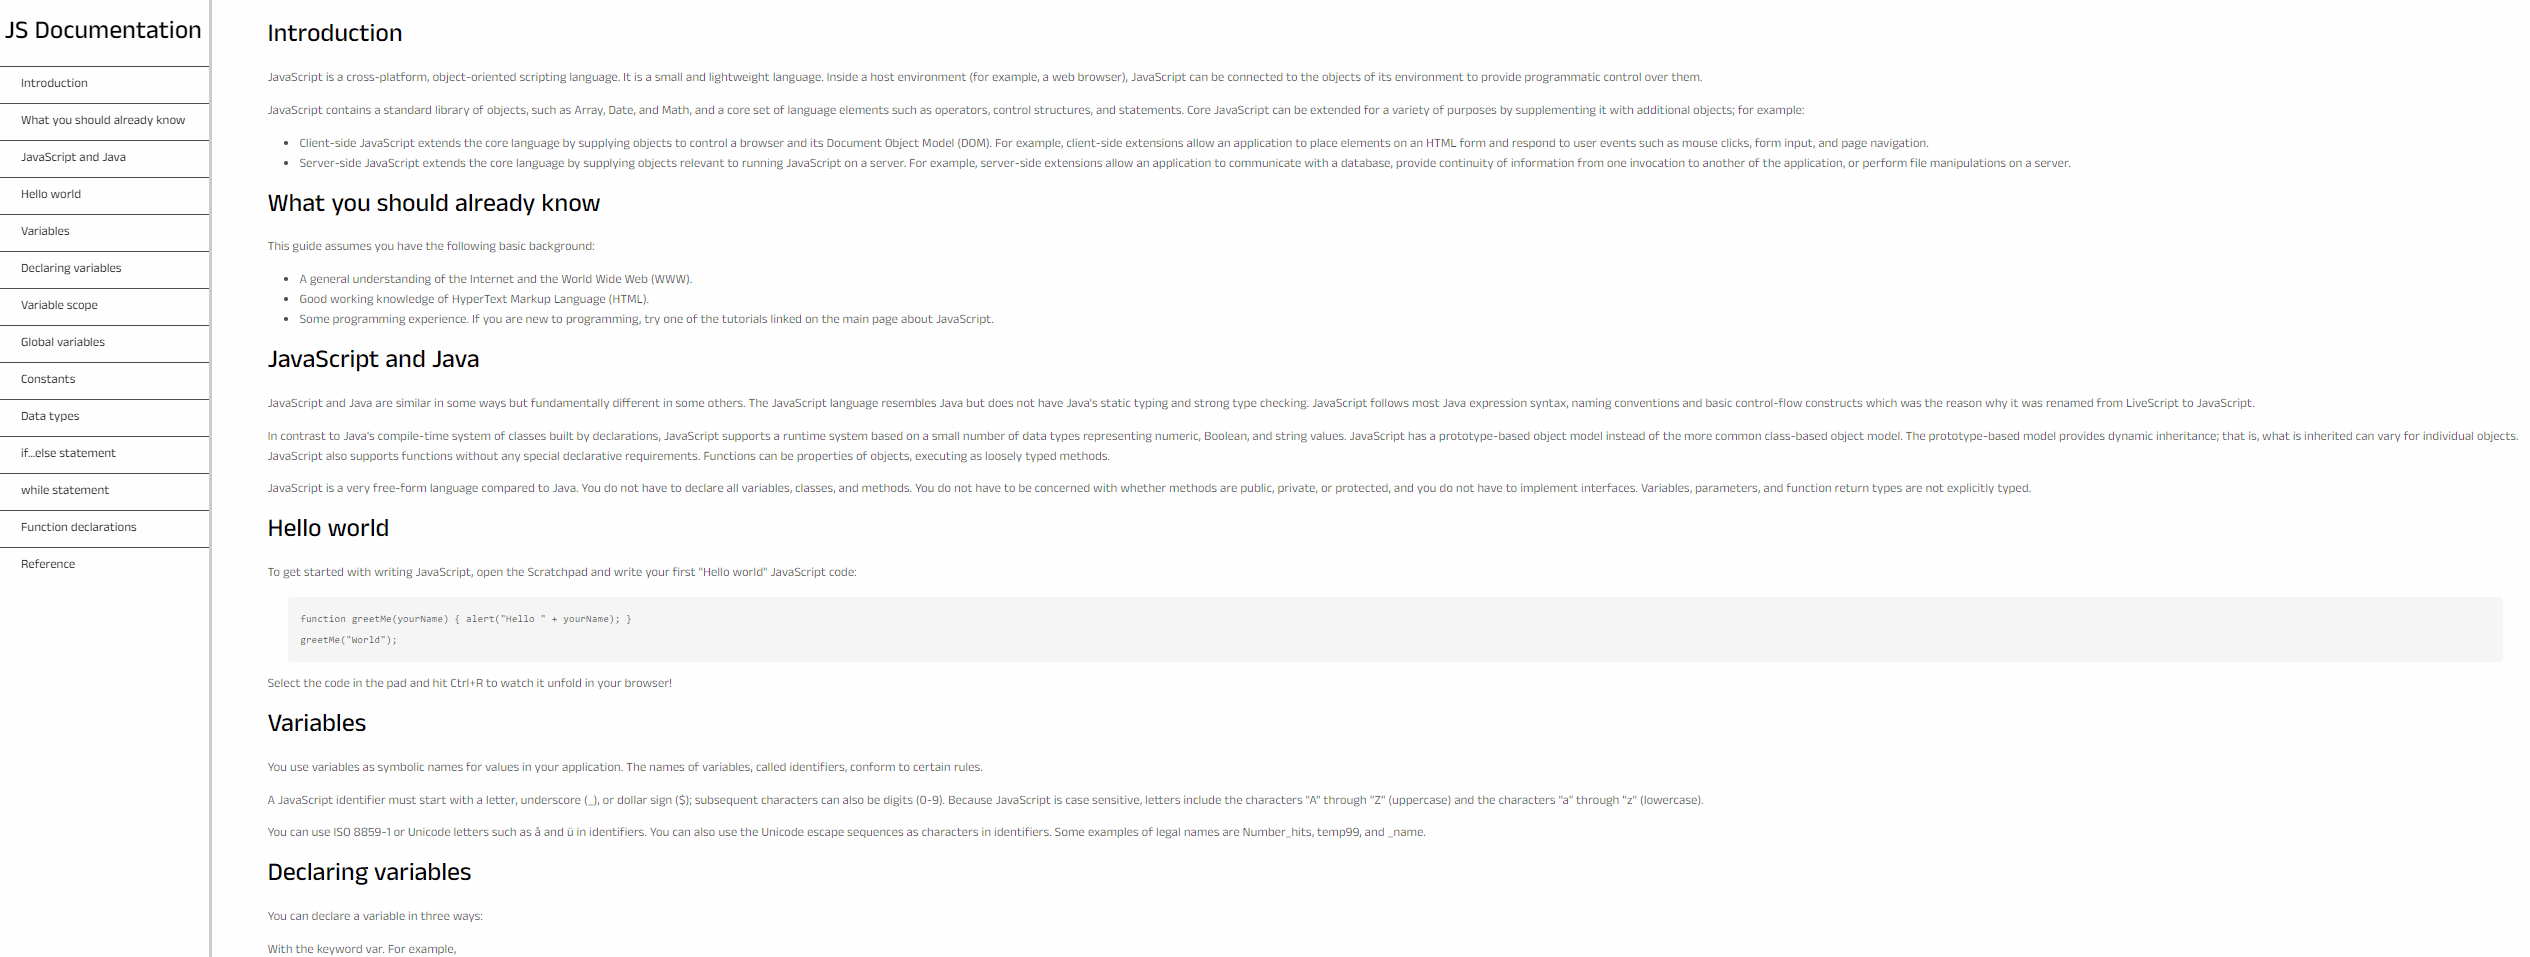 JS Documentation
Introduction
What you should already know
JavaScript and Java
Hello world
Variables
Declaring variables
Variable scope
Global variables
Constants
Data types
if...else statement
while statement
Function declarations
Reference
Introduction
JavaScript is a cross-platform, object-oriented scripting language. It is a small and lightweight language. Inside a host environment (for example, a web browser), JavaScript can be connected to the objects of its environment to provide programmatic control over them.
JavaScript contains a standard library of objects, such as Array, Date, and Math, and a core set of language elements such as operators, control structures, and statements. Core JavaScript can be extended for a variety of purposes by supplementing it with additional objects; for example:
• Client-side JavaScript extends the core language by supplying objects to control a browser and its Document Object Model (DOM). For example, client-side extensions allow an application to place elements on an HTML form and respond to user events such as mouse clicks, form input, and page navigation.
• Server-side JavaScript extends the core language by supplying objects relevant to running JavaScript on a server. For example, server-side extensions allow an application to communicate with a database, provide continuity of information from one invocation to another of the application, or perform file manipulations on a server.
What you should already know
This guide assumes you have the following basic background:
• A general understanding of the Internet and the World Wide Web (WWW).
• Good working knowledge of HyperText Markup Language (HTML).
• Some programming experience. If you are new to programming, try one of the tutorials linked on the main page about JavaScript.
JavaScript and Java
JavaScript and Java are similar in some ways but fundamentally different in some others. The JavaScript language resembles Java but does not have Java's static typing and strong type checking. JavaScript follows most Java expression syntax, naming conventions and basic control-flow constructs which was the reason why it was renamed from LiveScript to JavaScript.
In contrast to Java's compile-time system of classes built by declarations, JavaScript supports a runtime system based on a small number of data types representing numeric, Boolean, and string values. JavaScript has a prototype-based object model instead of the more common class-based object model. The prototype-based model provides dynamic inheritance; that is, what is inherited can vary for individual objects.
JavaScript also supports functions without any special declarative requirements. Functions can be properties of objects, executing as loosely typed methods.
JavaScript is a very free-form language compared to Java. You do not have to declare all variables, classes, and methods. You do not have to be concerned with whether methods are public, private, or protected, and you do not have to implement interfaces. Variables, parameters, and function return types are not explicitly typed.
Hello world
To get started with writing JavaScript, open the Scratchpad and write your first "Hello world" JavaScript code:
function greetMe(yourName) { alert("Hello " + yourName); }
greetMe("World");
Select the code in the pad and hit Ctrl+R to watch it unfold in your browser!
Variables
You use variables as symbolic names for values in your application. The names of variables, called identifiers, conform to certain rules.
A JavaScript identifier must start with a letter, underscore (_), or dollar sign ($); subsequent characters can also be digits (0-9). Because JavaScript is case sensitive, letters include the characters "A" through "Z" (uppercase) and the characters "a" through "z" (lowercase).
You can use ISO 8859-1 or Unicode letters such as å and ü in identifiers. You can also use the Unicode escape sequences as characters in identifiers. Some examples of legal names are Number_hits, temp99, and _name.
Declaring variables
You can declare a variable in three ways:
With the keyword var. For example,